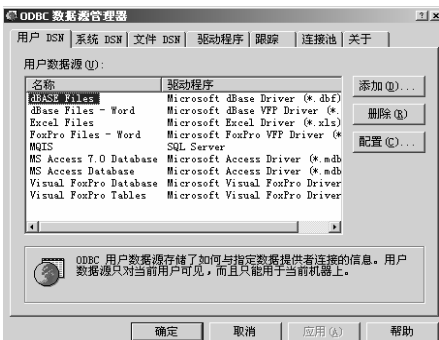 ODBC 数据源管理器
用户 DSN 系统 DSN 文件 DSN 驱动程序 跟踪 连接池 关于
用户数据源(U):
名称 驱动程序 添加(D)...
dBASE Files Microsoft dBase Driver (*.dbf)
dBase Files - Word Microsoft dBase VFP Driver (*. 删除(R)
Excel Files Microsoft Excel Driver (*.xls)
FoxPro Files - Word Microsoft FoxPro VFP Driver (* 配置(C)...
MQIS SQL Server
MS Access 7.0 Database Microsoft Access Driver (*.mdb
MS Access Database Microsoft Access Driver (*.mdb
Visual FoxPro Database Microsoft Visual FoxPro Driver
Visual FoxPro Tables Microsoft Visual FoxPro Driver
ODBC 用户数据源存储了如何与指定数据提供者连接的信息。用户
数据源只对当前用户可见，而且只能用于当前机器上。
确定 取消 应用(A) 帮助